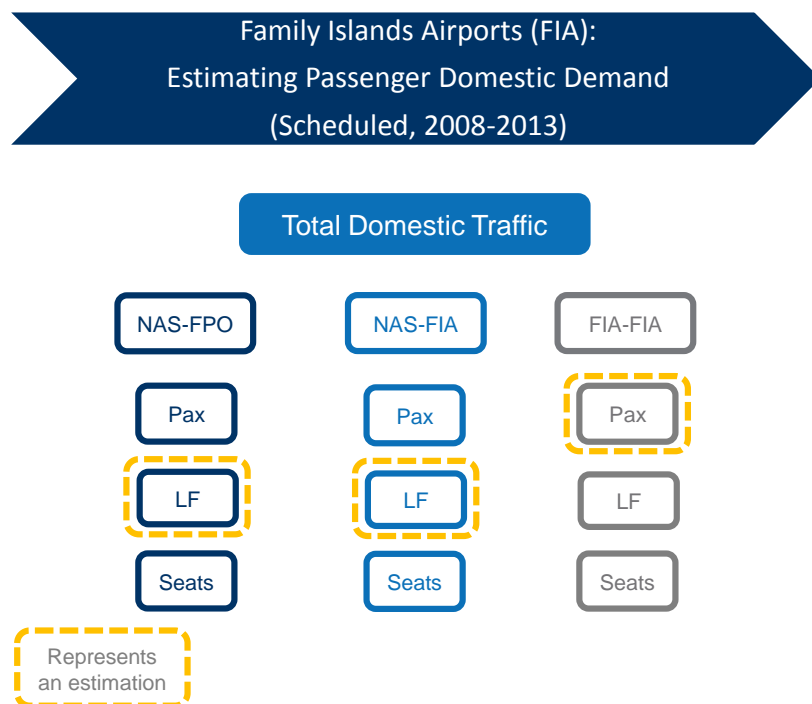 Family Islands Airports (FIA):
Estimating Passenger Domestic Demand
(Scheduled, 2008-2013)
Total Domestic Traffic
NAS-FPO
NAS-FIA
FIA-FIA
Pax
Pax
Pax
LF
LF
LF
Seats
Seats
Seats
Represents
an estimation